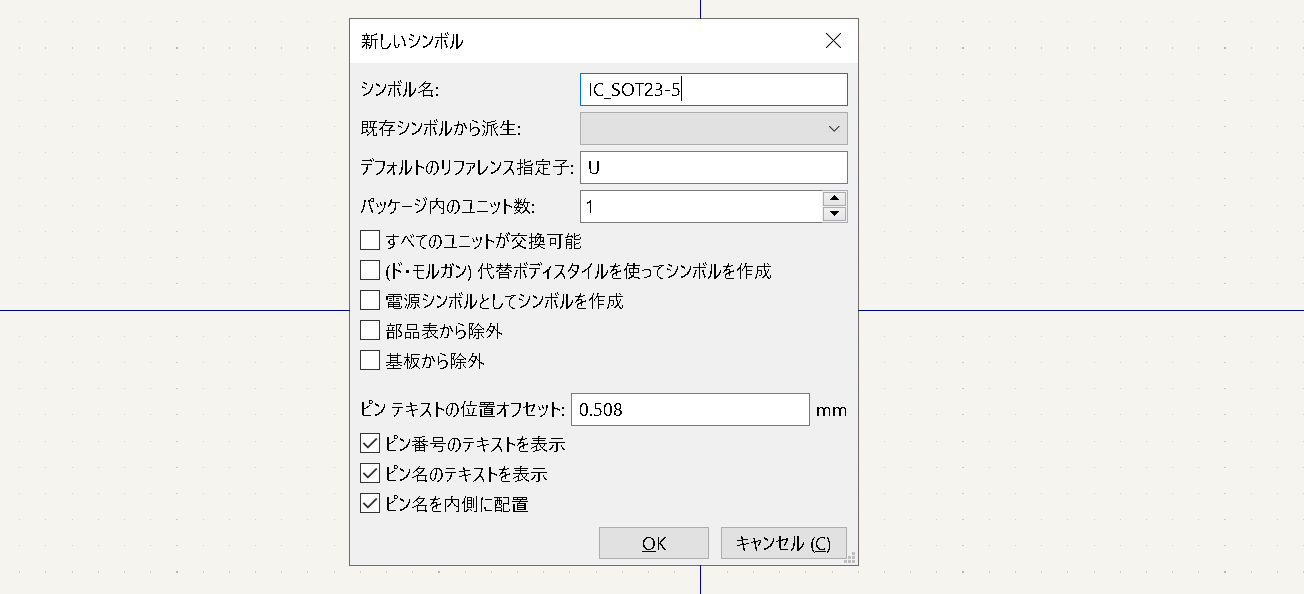 新しいシンボル
シンボル名: IC_SOT23-5
既存シンボルから派生:
デフォルトのリファレンス指定子: U
パッケージ内のユニット数: 1
すべてのユニットが交換可能
(ド・モルガン) 代替ボディスタイルを使ってシンボルを作成
電源シンボルとしてシンボルを作成
部品表から除外
基板から除外
ピン テキストの位置オフセット: 0.508 mm
ピン番号のテキストを表示
ピン名のテキストを表示
ピン名を内側に配置
OK キャンセル (C)